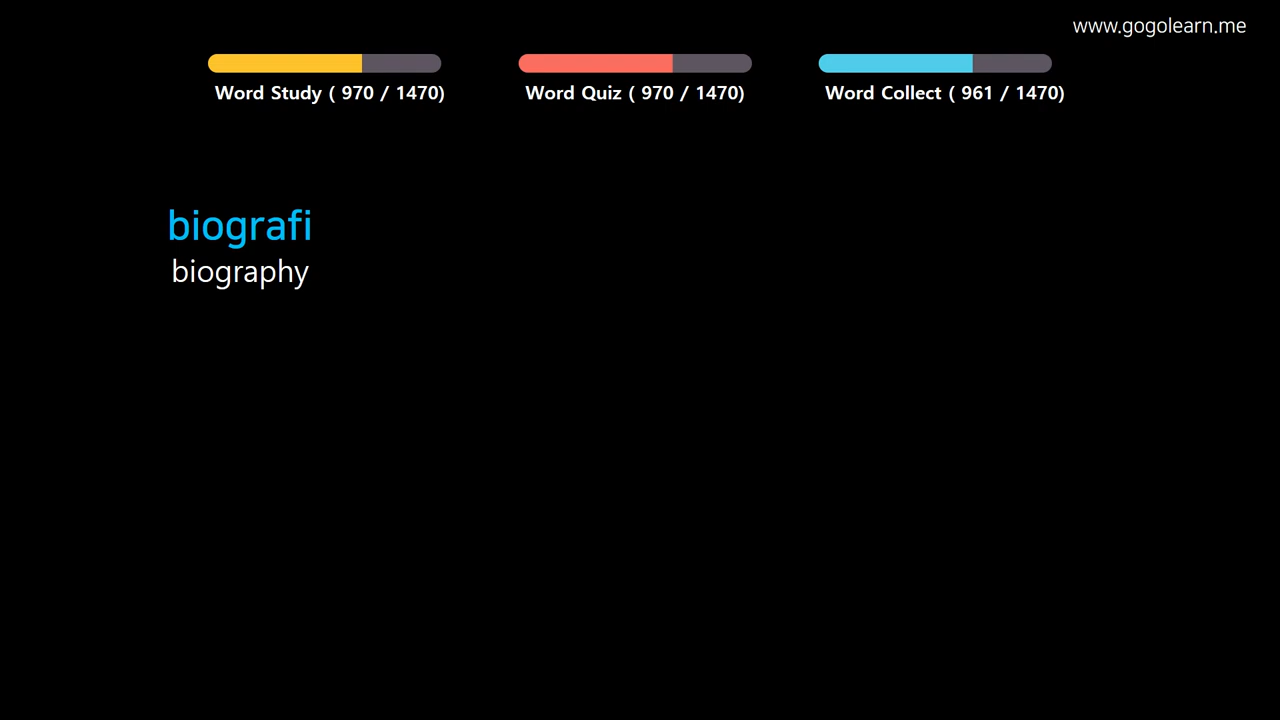 www.gogolearn.me
Word Study ( 970 / 1470)
Word Quiz ( 970 / 1470)
Word Collect ( 961 / 1470)
biografi
biography